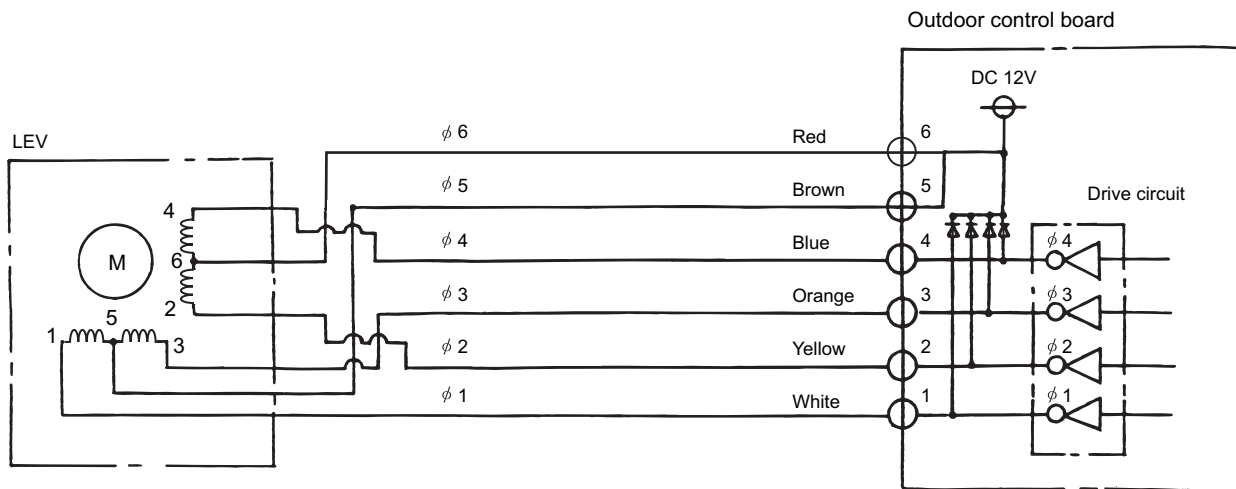 Outdoor control board
DC 12V
LEV
ϕ 6 Red 6
ϕ 5 Brown 5
Drive circuit
4
ϕ 4 Blue 4 ϕ 4
M 6
ϕ 3 Orange 3 ϕ 3
2
1 5 3
ϕ 2 Yellow 2 ϕ 2
ϕ 1 White 1 ϕ 1